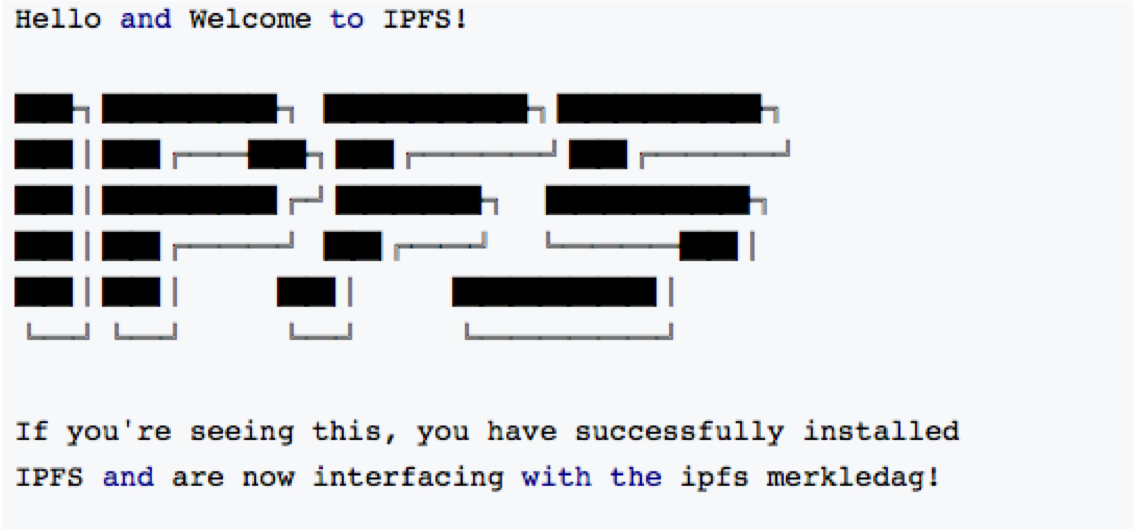 Hello and Welcome to IPFS!
If you're seeing this, you have successfully installed
IPFS and are now interfacing with the ipfs merkledag!